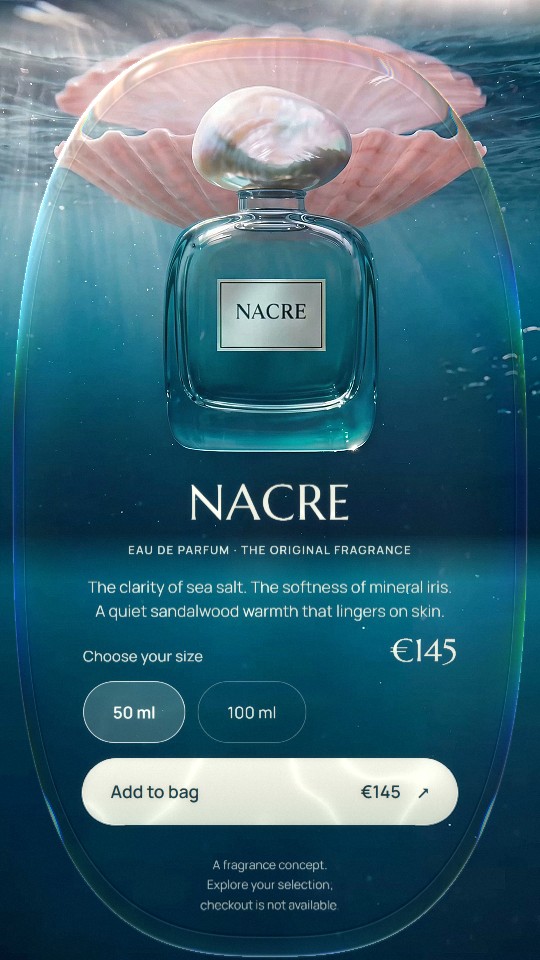 NACRE
NACRE
EAU DE PARFUM · THE ORIGINAL FRAGRANCE
The clarity of sea salt. The softness of mineral iris.
A quiet sandalwood warmth that lingers on skin.
Choose your size
€145
50 ml
100 ml
Add to bag €145 ↗
A fragrance concept.
Explore your selection;
checkout is not available.